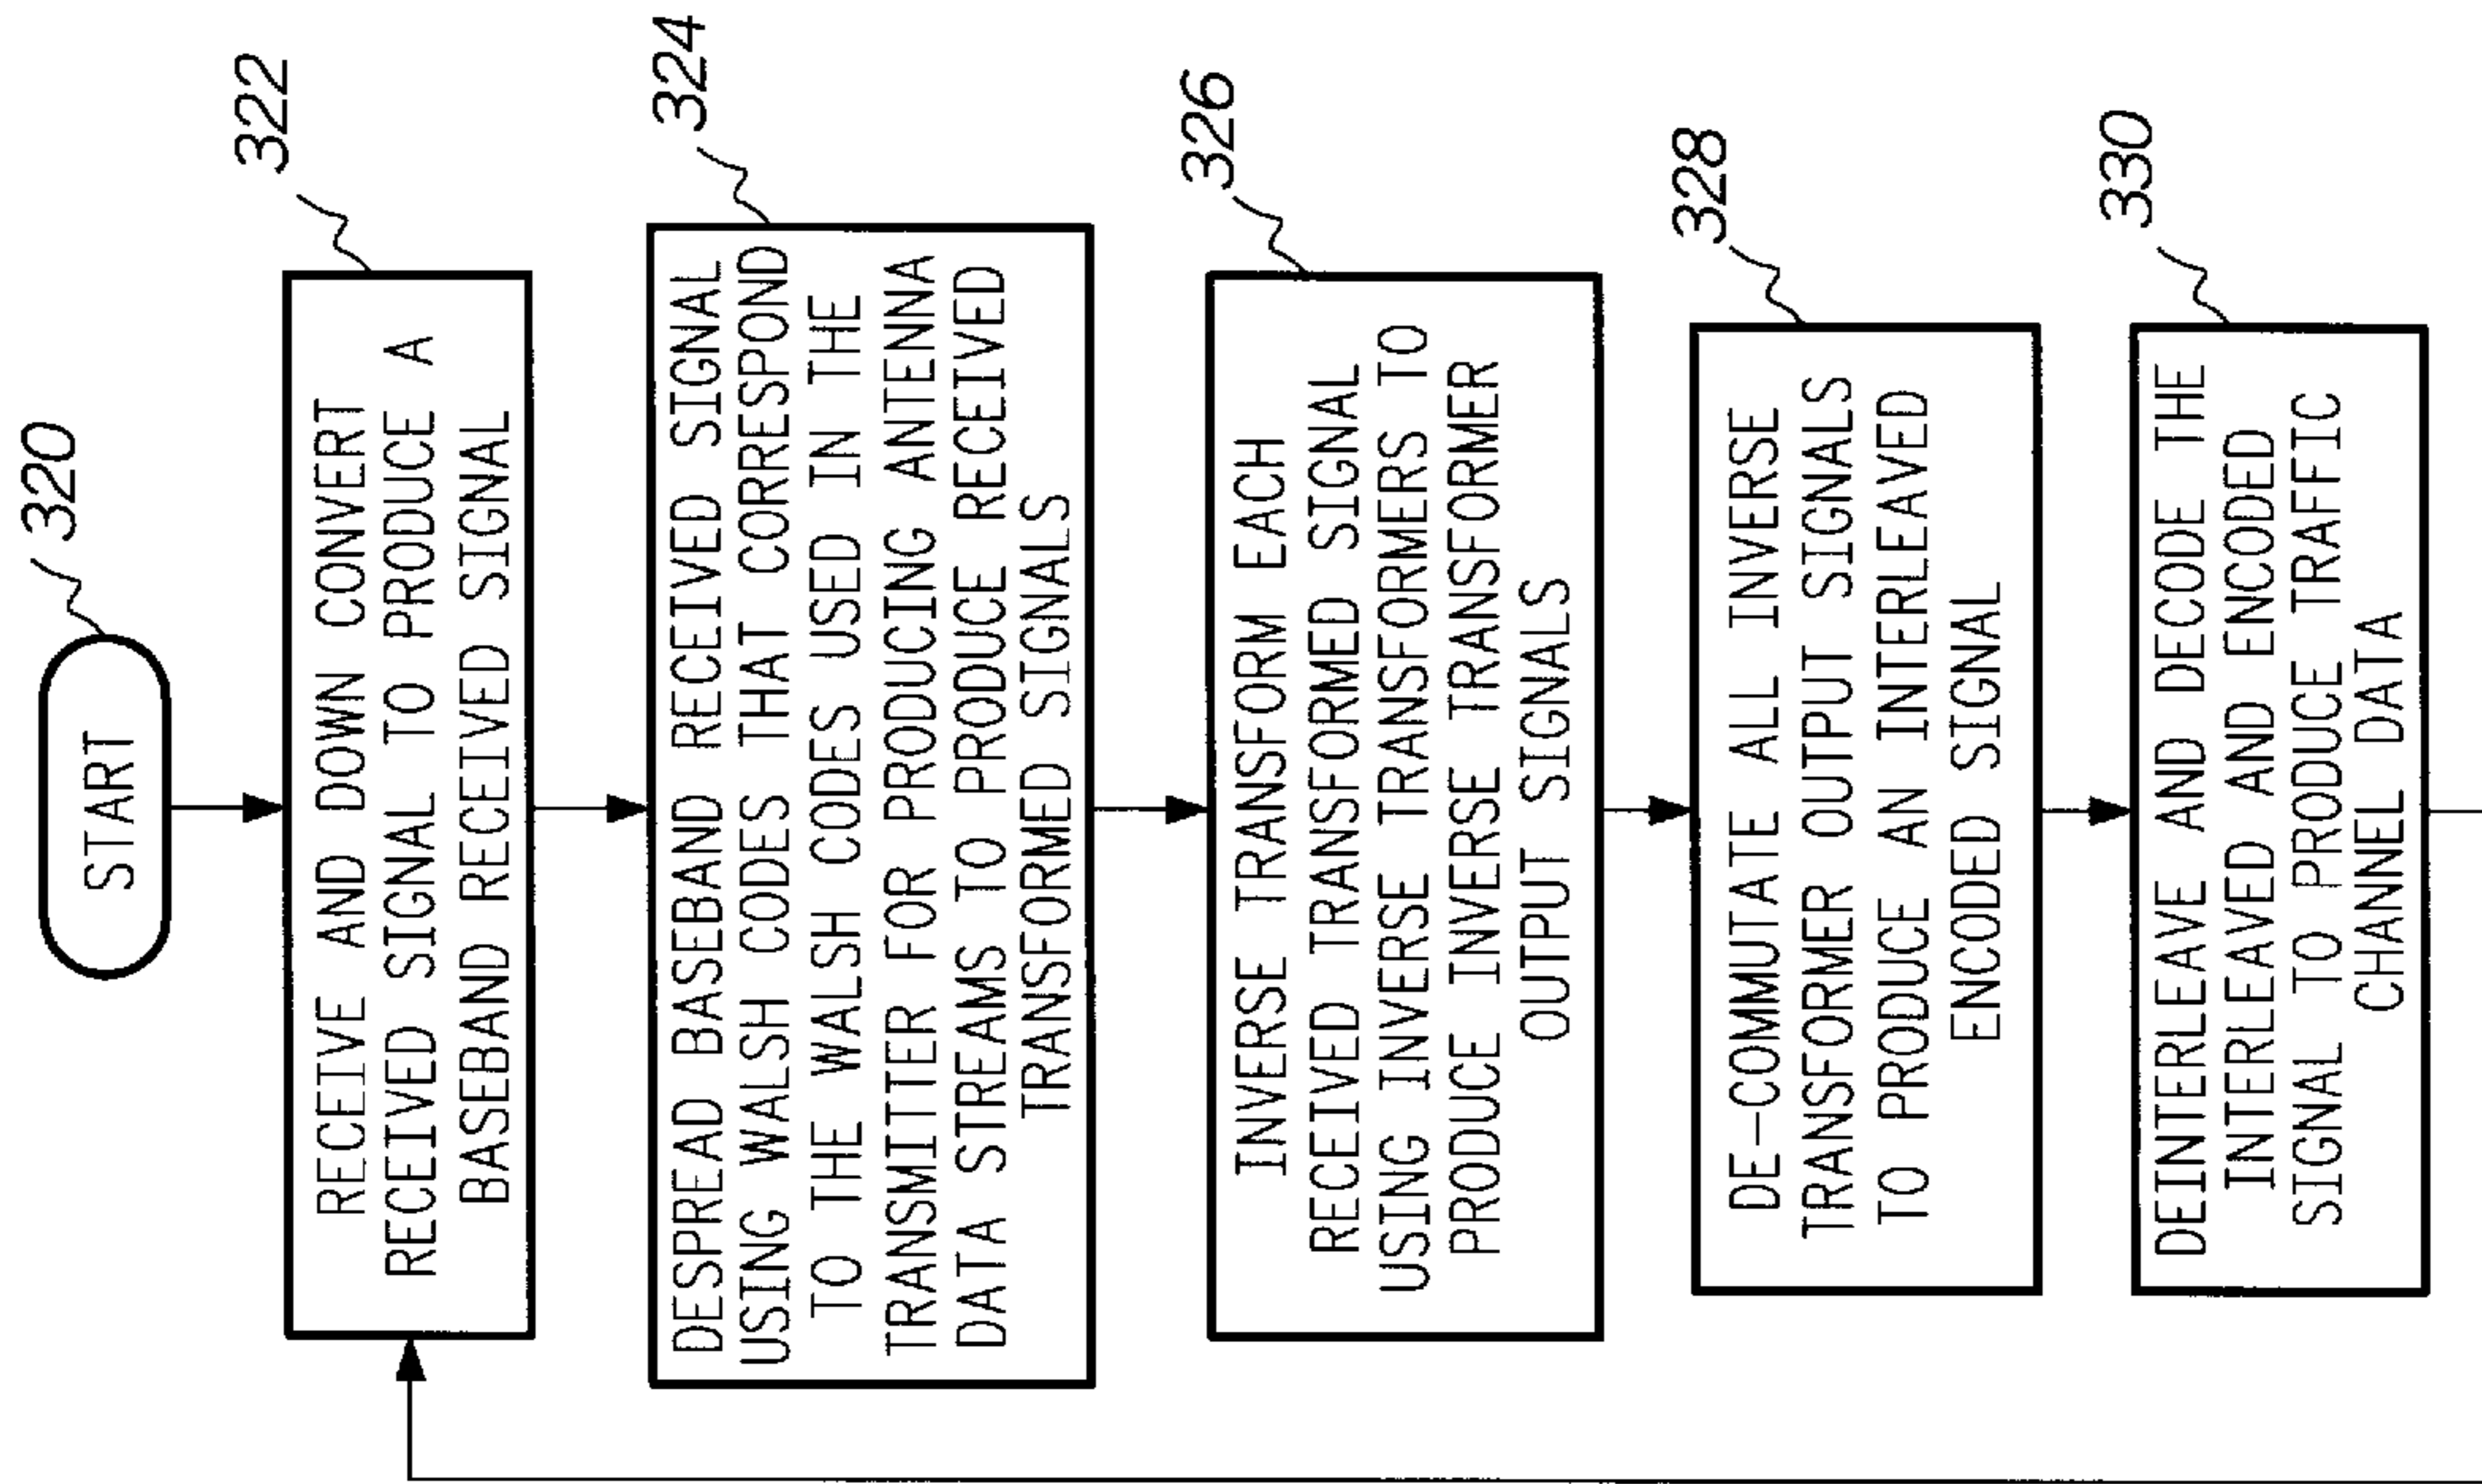 START
320
RECEIVE AND DOWN CONVERT
RECEIVED SIGNAL TO PRODUCE A
BASEBAND RECEIVED SIGNAL
322
DESPREAD BASEBAND RECEIVED SIGNAL
USING WALSH CODES THAT CORRESPOND
TO THE WALSH CODES USED IN THE
TRANSMITTER FOR PRODUCING ANTENNA
DATA STREAMS TO PRODUCE RECEIVED
TRANSFORMED SIGNALS
324
INVERSE TRANSFORM EACH
RECEIVED TRANSFORMED SIGNAL
USING INVERSE TRANSFORMERS TO
PRODUCE INVERSE TRANSFORMER
OUTPUT SIGNALS
326
DE-COMMUTATE ALL INVERSE
TRANSFORMER OUTPUT SIGNALS
TO PRODUCE AN INTERLEAVED
ENCODED SIGNAL
328
DEINTERLEAVE AND DECODE THE
INTERLEAVED AND ENCODED
SIGNAL TO PRODUCE TRAFFIC
CHANNEL DATA
330